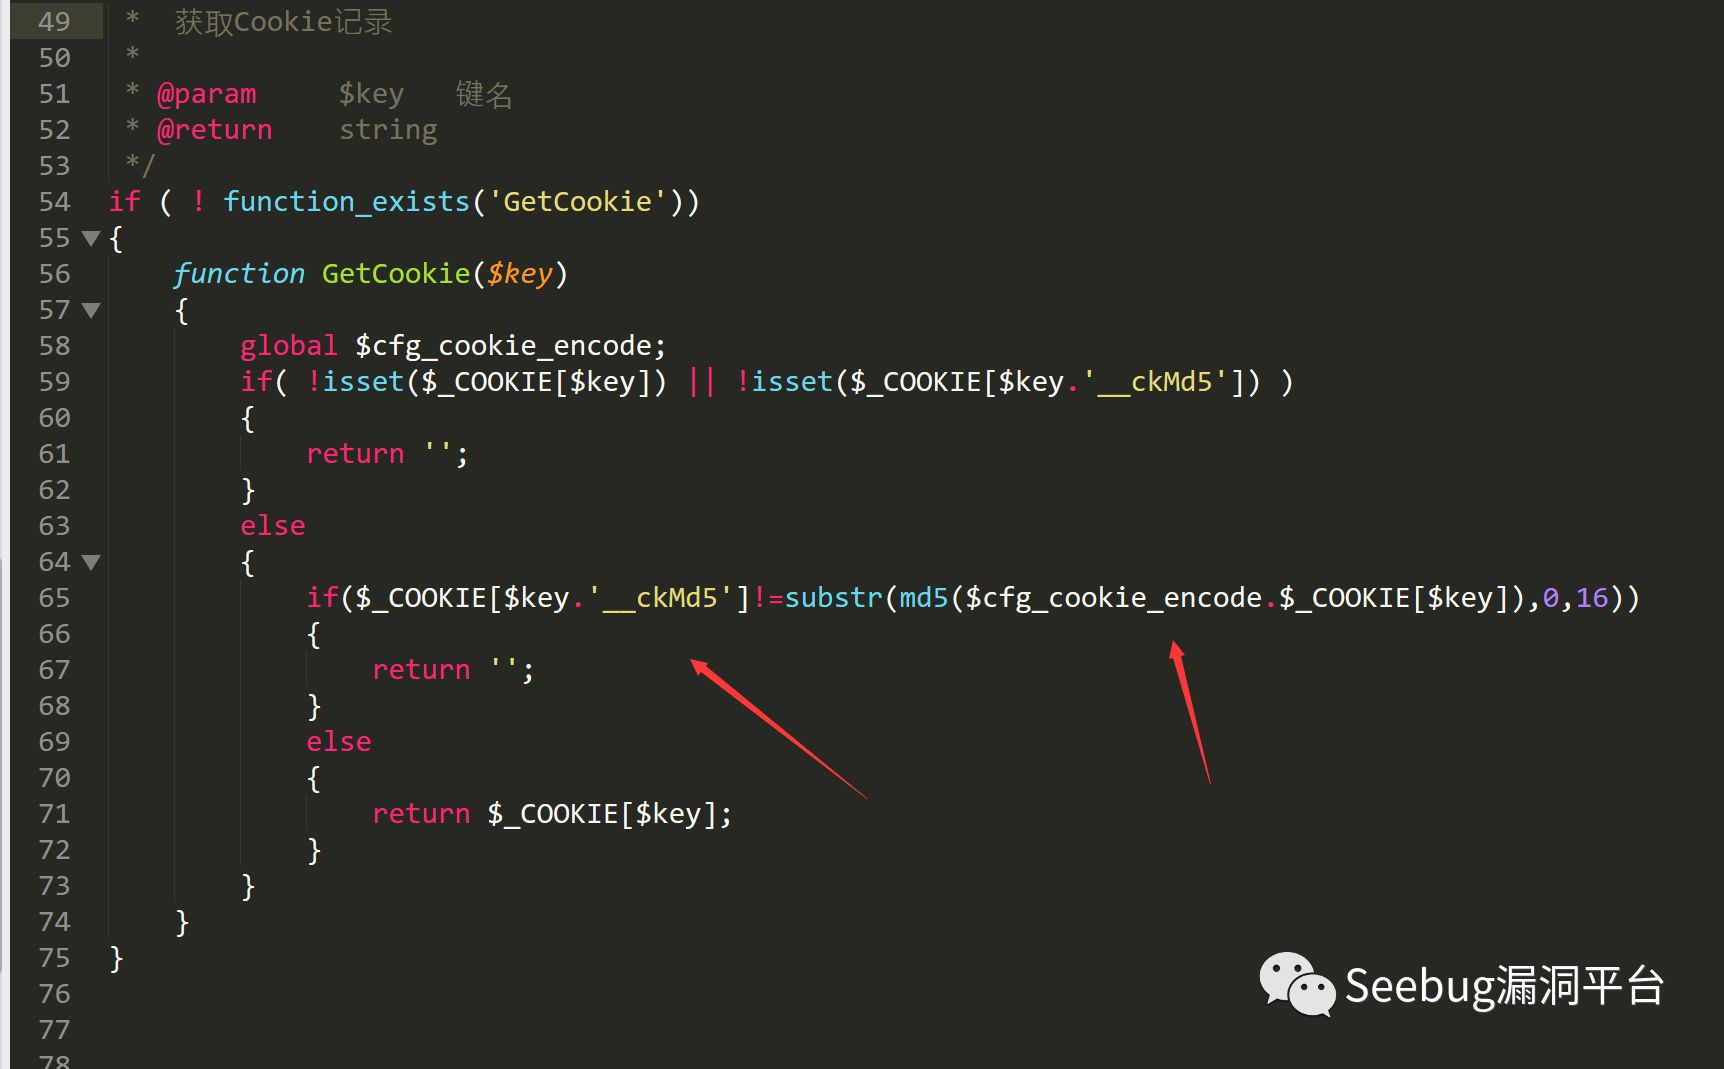 49 *  获取Cookie记录
50 *
51 * @param     $key   键名
52 * @return    string
53 */
54 if ( ! function_exists('GetCookie'))
55 {
56     function GetCookie($key)
57     {
58         global $cfg_cookie_encode;
59         if( !isset($_COOKIE[$key]) || !isset($_COOKIE[$key.'__ckMd5']) )
60         {
61             return '';
62         }
63         else
64         {
65             if($_COOKIE[$key.'__ckMd5']!=substr(md5($cfg_cookie_encode.$_COOKIE[$key]),0,16))
66             {
67                 return '';
68             }
69             else
70             {
71                 return $_COOKIE[$key];
72             }
73         }
74     }
75 }
76
77
78
Seebug漏洞平台